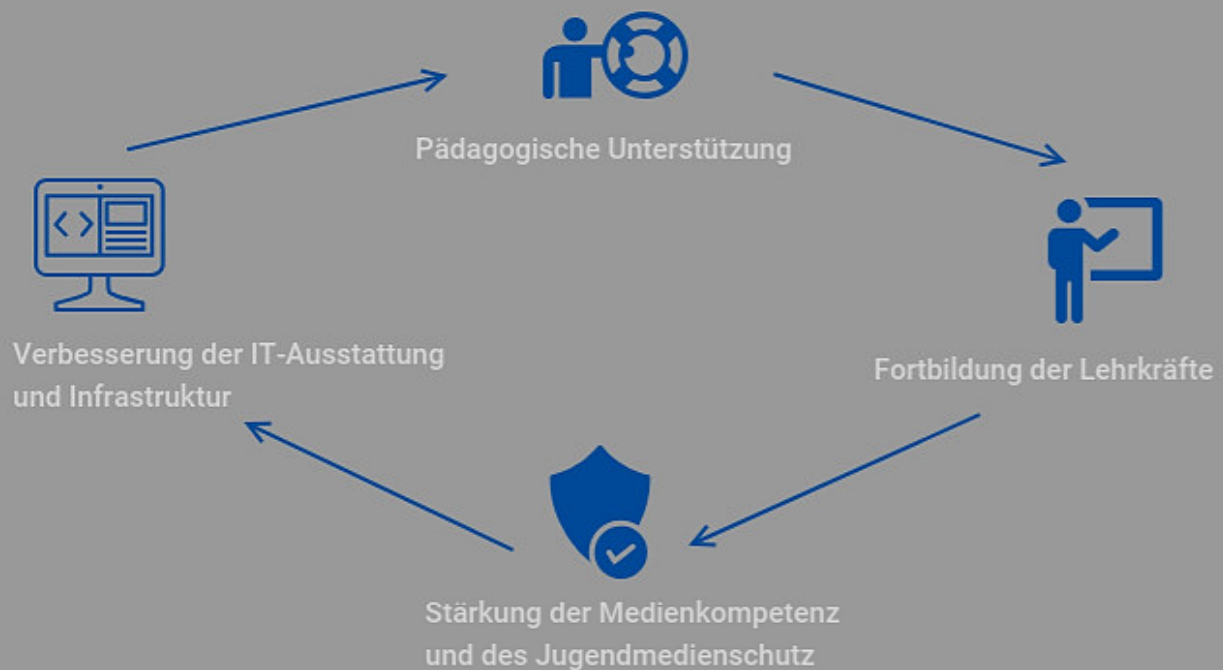 Pädagogische Unterstützung
Verbesserung der IT-Ausstattung
und Infrastruktur
Fortbildung der Lehrkräfte
Stärkung der Medienkompetenz
und des Jugendmedienschutz